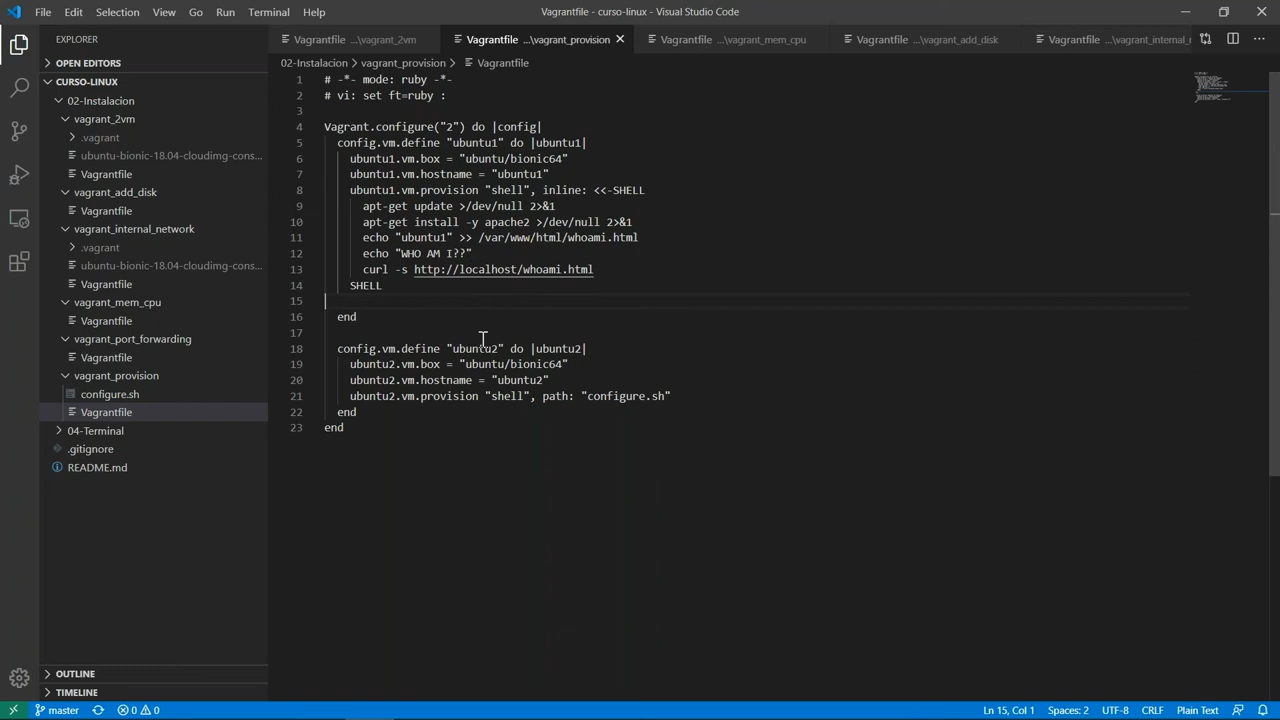 File Edit Selection View Go Run Terminal Help
Vagrantfile - curso-linux - Visual Studio Code
EXPLORER
Vagrantfile ...\vagrant_2vm
Vagrantfile ...\vagrant_provision
Vagrantfile ...\vagrant_mem_cpu
Vagrantfile ...\vagrant_add_disk
Vagrantfile ...\vagrant_internal_r
OPEN EDITORS
CURSO-LINUX
02-Instalacion
vagrant_2vm
.vagrant
ubuntu-bionic-18.04-cloudimg-cons...
Vagrantfile
vagrant_add_disk
Vagrantfile
vagrant_internal_network
.vagrant
ubuntu-bionic-18.04-cloudimg-cons...
Vagrantfile
vagrant_mem_cpu
Vagrantfile
vagrant_port_forwarding
Vagrantfile
vagrant_provision
configure.sh
Vagrantfile
04-Terminal
.gitignore
README.md
OUTLINE
TIMELINE
02-Instalacion > vagrant_provision > Vagrantfile
1 # -*- mode: ruby -*-
2 # vi: set ft=ruby :
3
4 Vagrant.configure("2") do |config|
5 config.vm.define "ubuntu1" do |ubuntu1|
6 ubuntu1.vm.box = "ubuntu/bionic64"
7 ubuntu1.vm.hostname = "ubuntu1"
8 ubuntu1.vm.provision "shell", inline: <<-SHELL
9 apt-get update >/dev/null 2>&1
10 apt-get install -y apache2 >/dev/null 2>&1
11 echo "ubuntu1" >> /var/www/html/whoami.html
12 echo "WHO AM I??"
13 curl -s http://localhost/whoami.html
14 SHELL
15
16 end
17
18 config.vm.define "ubuntu2" do |ubuntu2|
19 ubuntu2.vm.box = "ubuntu/bionic64"
20 ubuntu2.vm.hostname = "ubuntu2"
21 ubuntu2.vm.provision "shell", path: "configure.sh"
22 end
23 end
master 0 0
Ln 15, Col 1 Spaces: 2 UTF-8 CRLF Plain Text